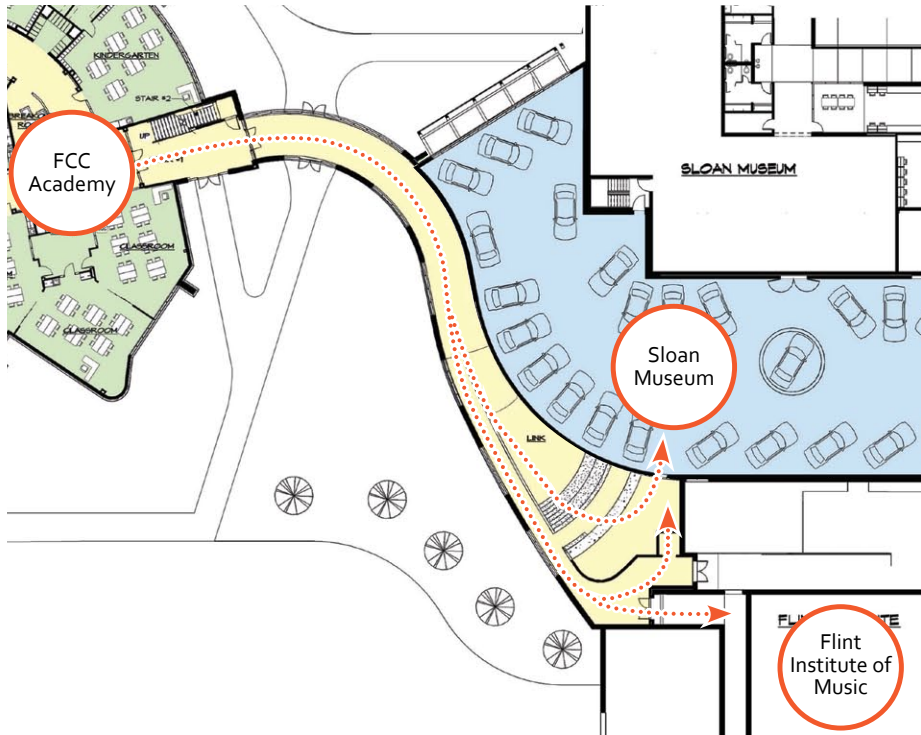 KINDERGARTEN
STAIR #2
UP
FCC
Academy
SLOAN MUSEUM
CLASSROOM
CLASSROOM
Sloan
Museum
LINK
Flint
Institute of
Music